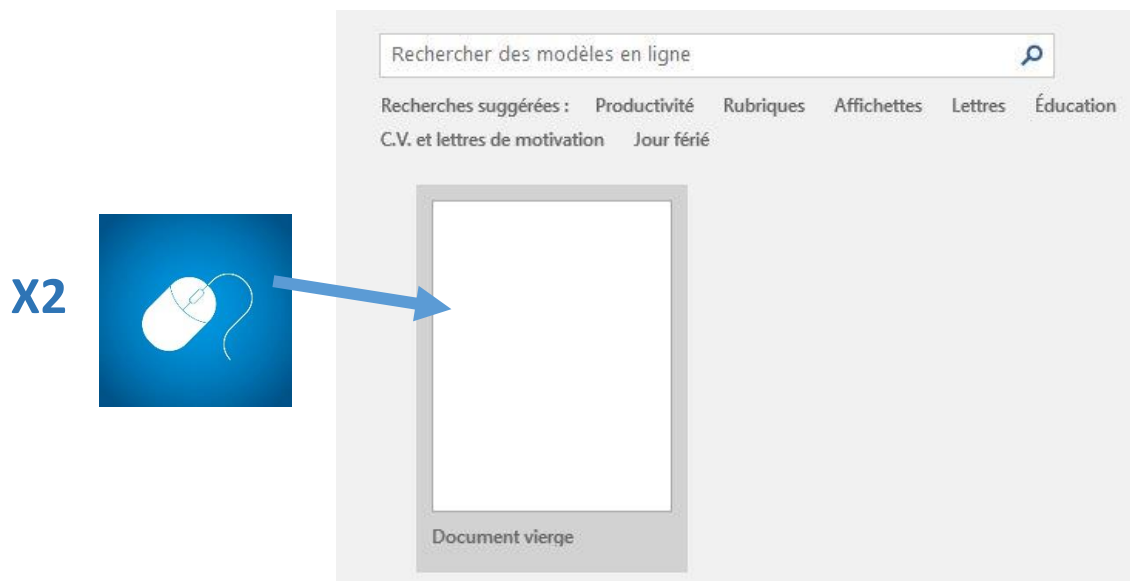 Rechercher des modèles en ligne
Recherches suggérées : Productivité Rubriques Affichettes Lettres Éducation
C.V. et lettres de motivation Jour férié
X2
Document vierge